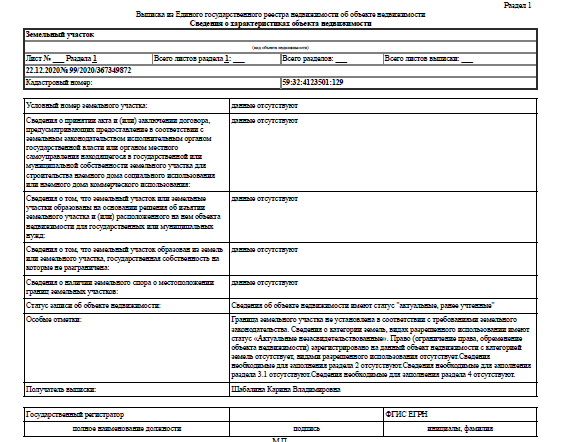 Раздел 1
Выписка из Единого государственного реестра недвижимости об объекте недвижимости
Сведения о характеристиках объекта недвижимости
Земельный участок
(вид объекта недвижимости)
Лист № ___ Раздела 1 Всего листов раздела 1: ___ Всего разделов: ___ Всего листов выписки: ___
22.12.2020№ 99/2020/367349872
Кадастровый номер: 59:32:4123501:129
Условный номер земельного участка: данные отсутствуют
Сведения о принятии акта и (или) заключении договора, данные отсутствуют
предусматривающих предоставление в соответствии с
земельным законодательством исполнительным органом
государственной власти или органом местного
самоуправления находящегося в государственной или
муниципальной собственности земельного участка для
строительства наемного дома социального использования
или наемного дома коммерческого использования:
Сведения о том, что земельный участок или земельные данные отсутствуют
участки образованы на основании решения об изъятии
земельного участка и (или) расположенного на нем объекта
недвижимости для государственных или муниципальных
нужд:
Сведения о том, что земельный участок образован из земель данные отсутствуют
или земельного участка, государственная собственность на
которые не разграничена:
Сведения о наличии земельного спора о местоположении данные отсутствуют
границ земельных участков:
Статус записи об объекте недвижимости: Сведения об объекте недвижимости имеют статус "актуальные, ранее учтенные"
Особые отметки: Граница земельного участка не установлена в соответствии с требованиями земельного
законодательства. Сведения о категории земель, видах разрешенного использования имеют
статус «Актуальные незасвидетельствованные». Право (ограничение права, обременение
объекта недвижимости) зарегистрировано на данный объект недвижимости с категорией
земель отсутствует, видами разрешенного использования отсутствует.Сведения
необходимые для заполнения раздела 2 отсутствуют.Сведения необходимые для заполнения
раздела 3.1 отсутствуют.Сведения необходимые для заполнения раздела 4 отсутствуют.
Получатель выписки: Шабалина Карина Владимировна
Государственный регистратор ФГИС ЕГРН
полное наименование должности подпись инициалы, фамилия
М.П.